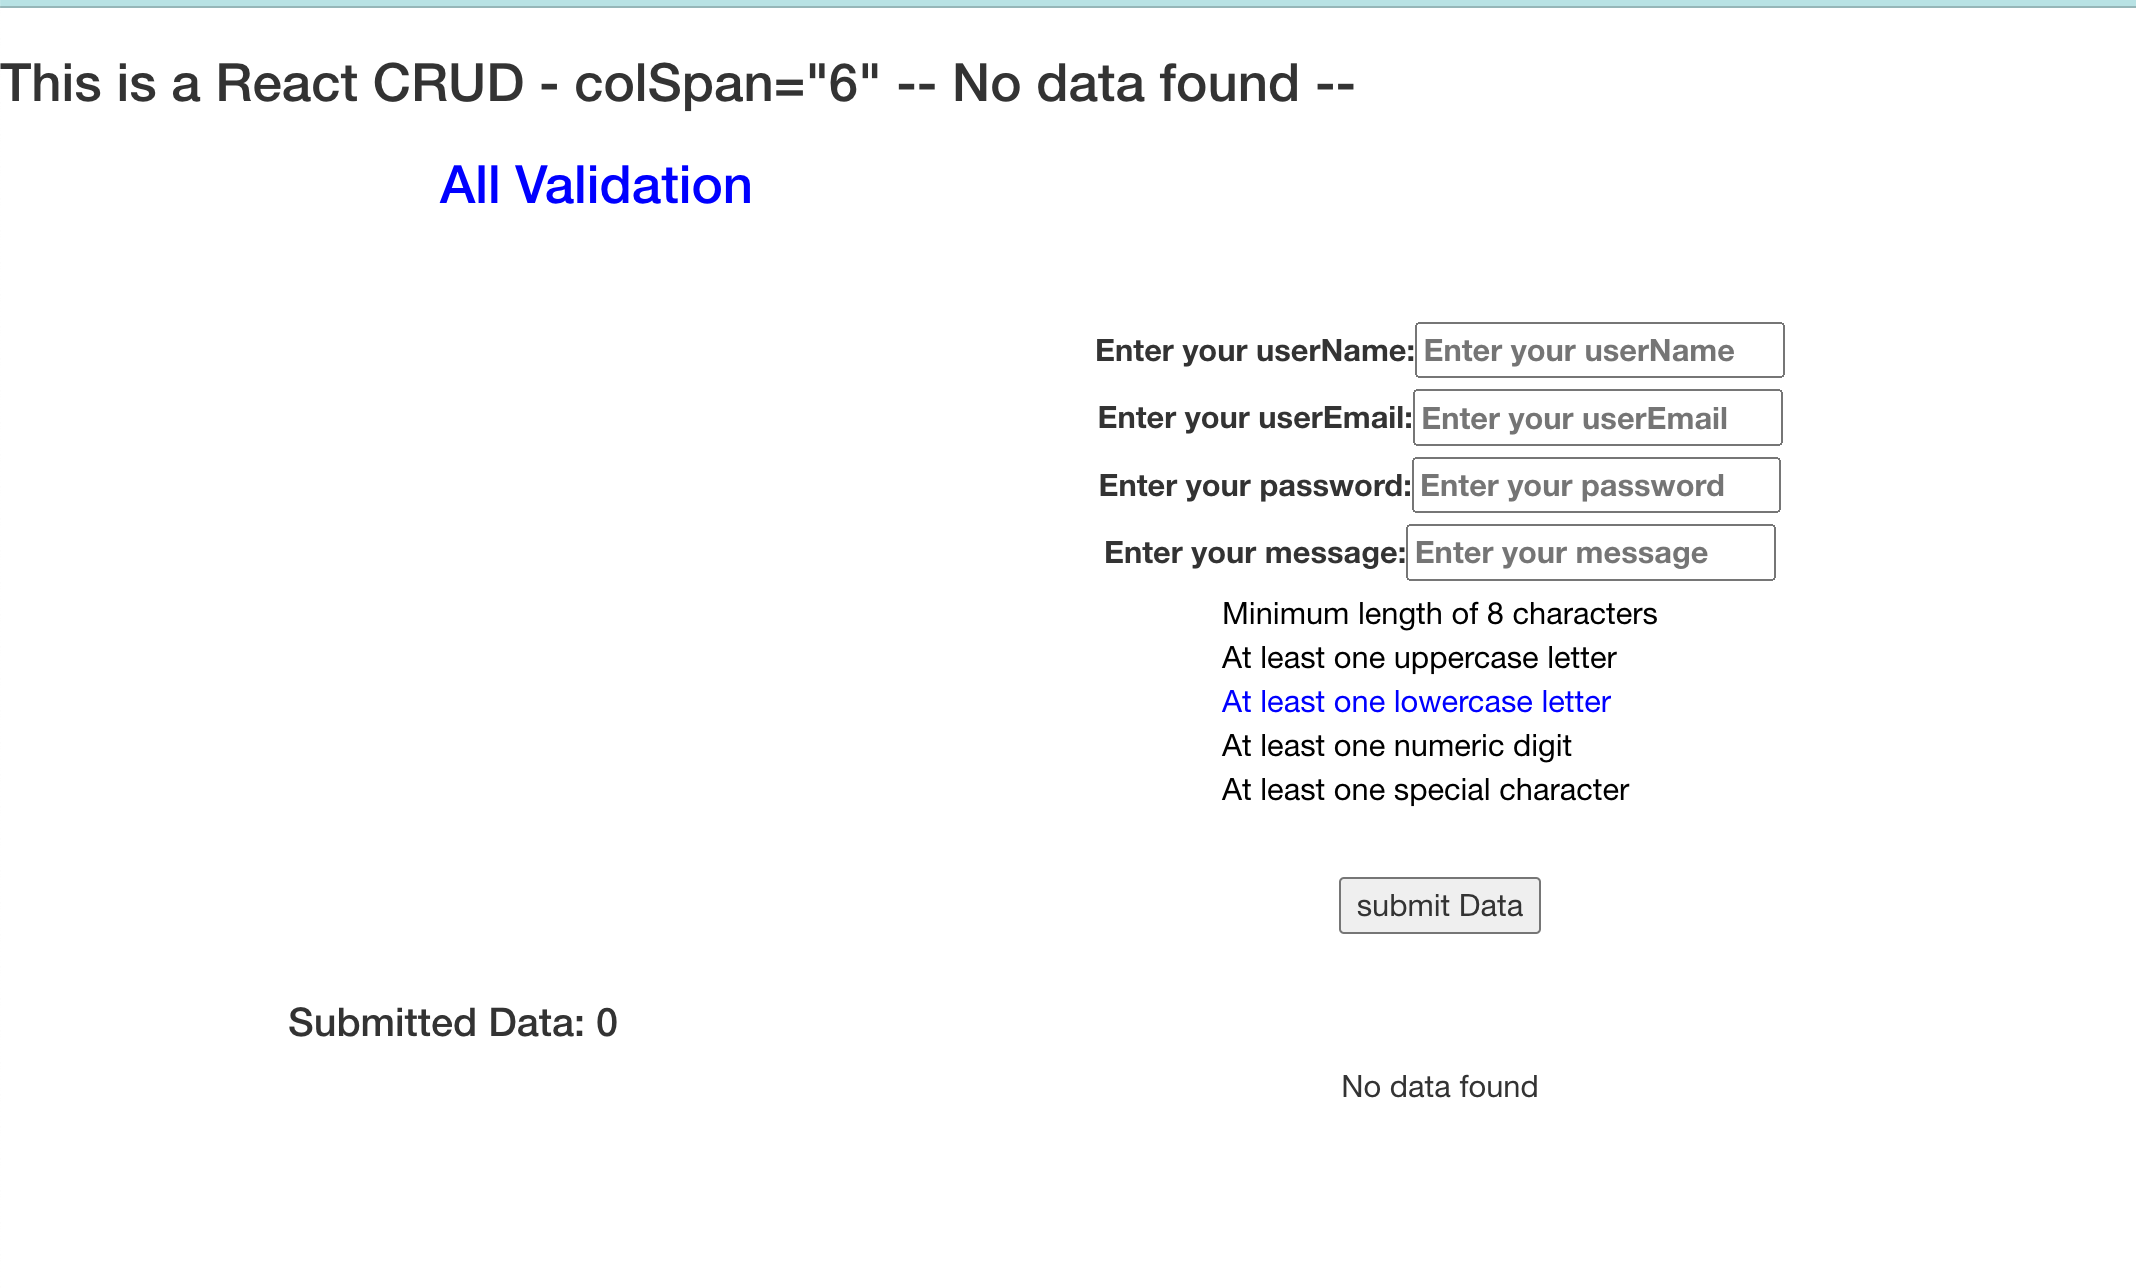 This is a React CRUD - colSpan="6" -- No data found --
All Validation
Enter your userName: Enter your userName
Enter your userEmail: Enter your userEmail
Enter your password: Enter your password
Enter your message: Enter your message
Minimum length of 8 characters
At least one uppercase letter
At least one lowercase letter
At least one numeric digit
At least one special character
submit Data
Submitted Data: 0
No data found